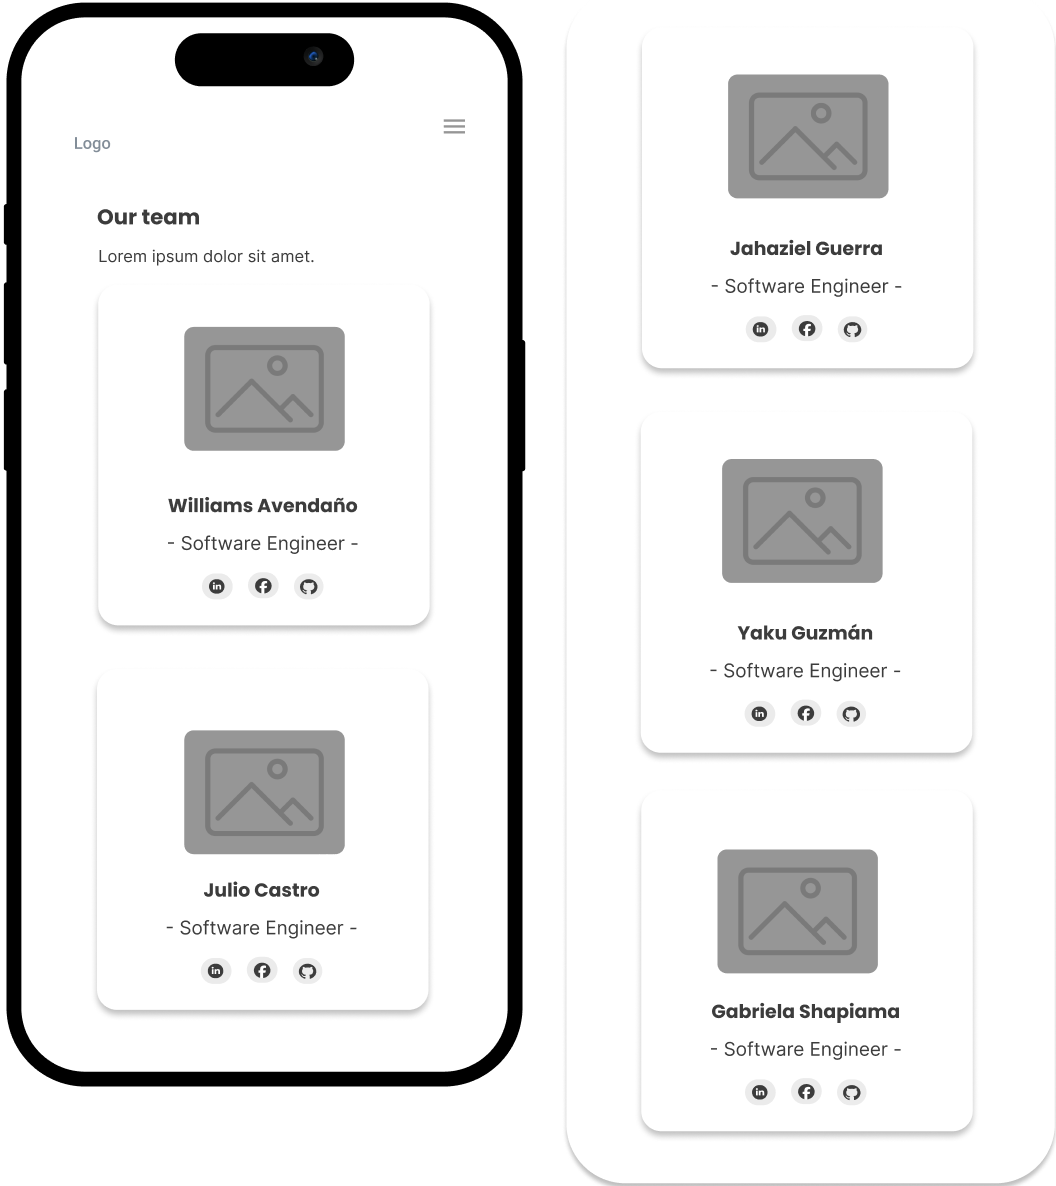 Logo
Our team
Lorem ipsum dolor sit amet.
Williams Avendaño
- Software Engineer -
Julio Castro
- Software Engineer -
Jahaziel Guerra
- Software Engineer -
Yaku Guzmán
- Software Engineer -
Gabriela Shapiama
- Software Engineer -